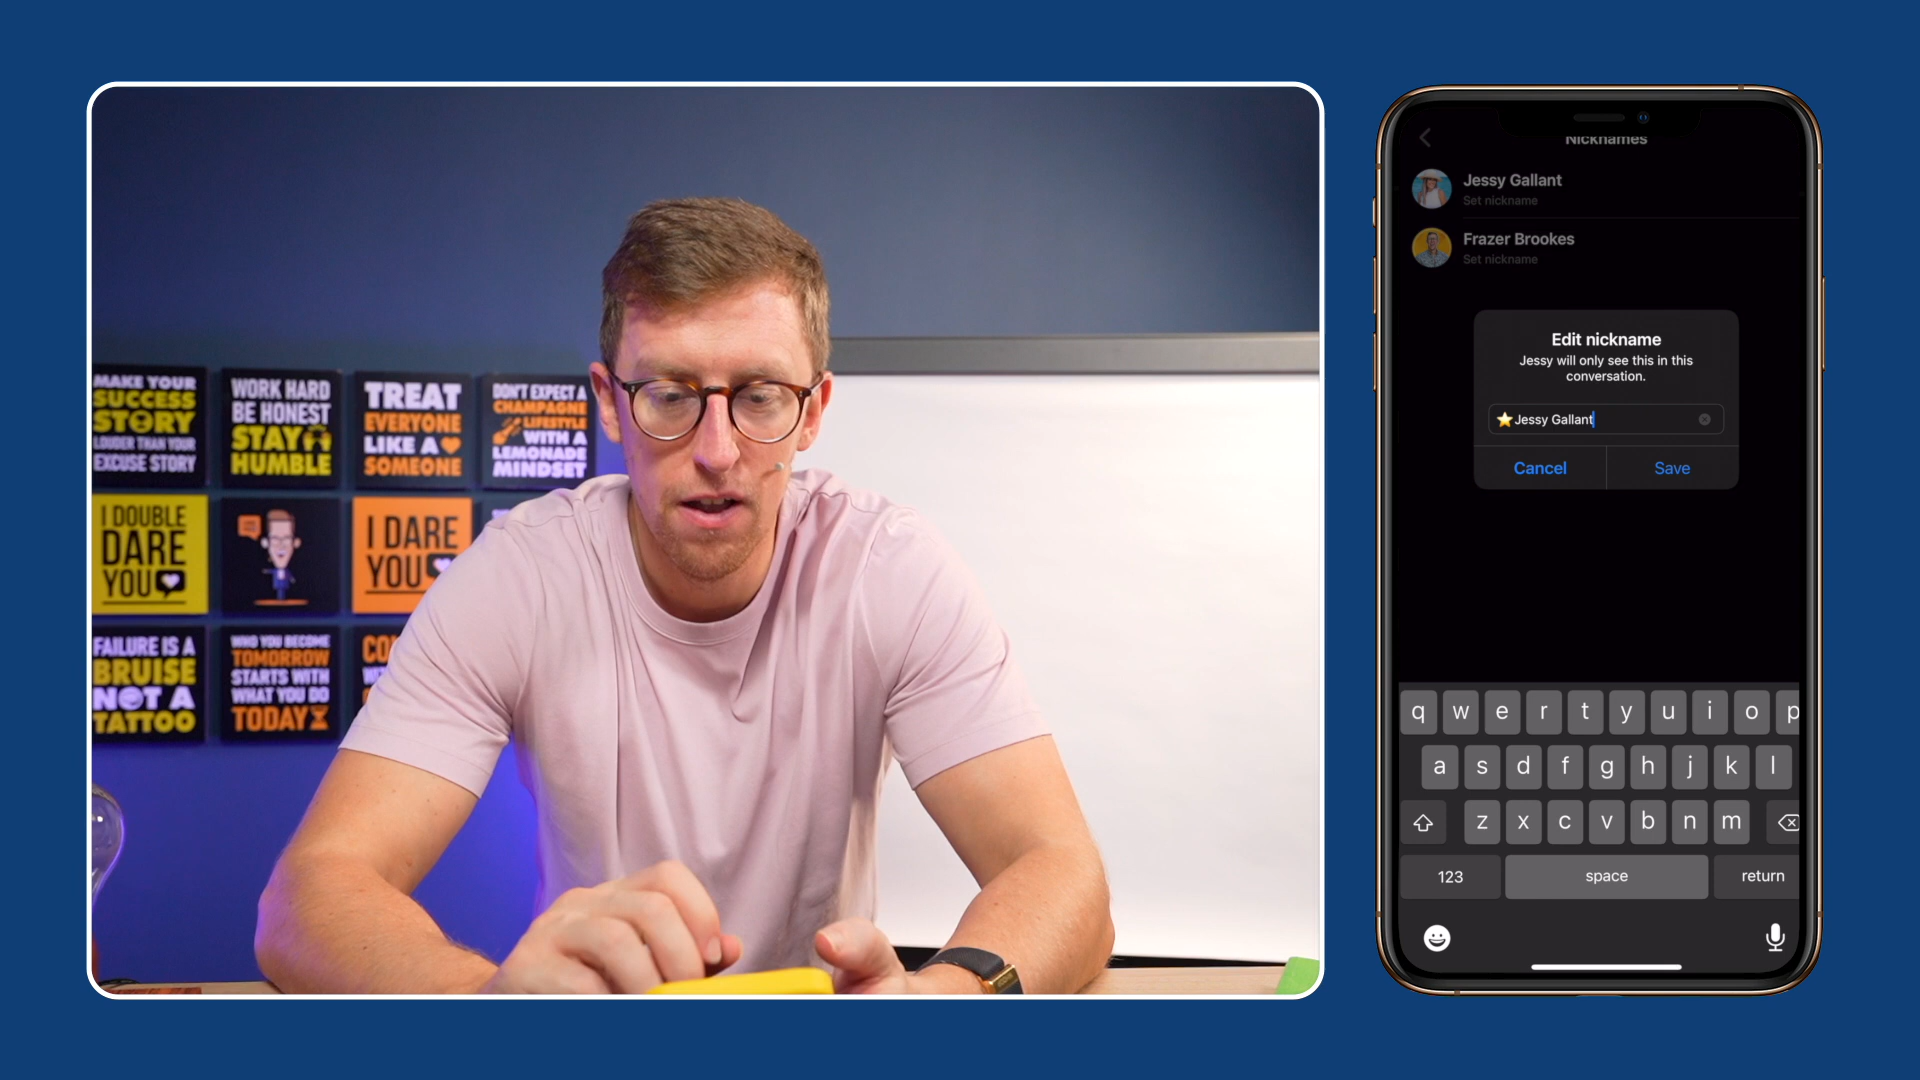 MAKE YOUR
SUCCESS
STORY
LOUDER THAN YOUR
EXCUSE STORY
WORK HARD
BE HONEST
STAY
HUMBLE
TREAT
EVERYONE
LIKE A
SOMEONE
DON'T EXPECT A
CHAMPAGNE
LIFESTYLE
WITH A
LEMONADE
MINDSET
I DOUBLE
DARE
YOU
I DARE
YOU
FAILURE IS A
BRUISE
NOT A
TATTOO
WHO YOU BECOME
TOMORROW
STARTS WITH
WHAT YOU DO
TODAY
Nicknames
Jessy Gallant
Set nickname
Frazer Brookes
Set nickname
Edit nickname
Jessy will only see this in this
conversation.
⭐Jessy Gallant
Cancel
Save
q w e r t y u i o p
a s d f g h j k l
z x c v b n m
123
space
return